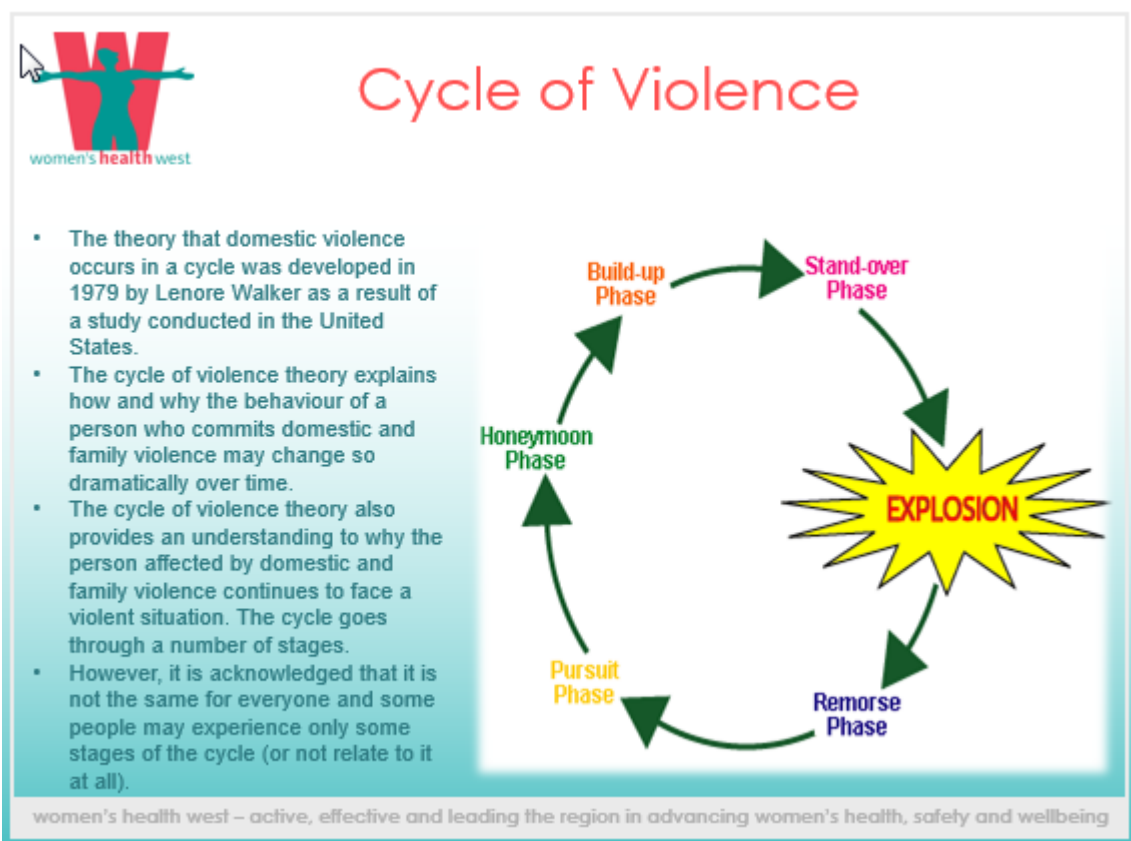 Cycle of Violence
women's health west
• The theory that domestic violence
occurs in a cycle was developed in
1979 by Lenore Walker as a result of
a study conducted in the United
States.
• The cycle of violence theory explains
how and why the behaviour of a
person who commits domestic and
family violence may change so
dramatically over time.
• The cycle of violence theory also
provides an understanding to why the
person affected by domestic and
family violence continues to face a
violent situation. The cycle goes
through a number of stages.
• However, it is acknowledged that it is
not the same for everyone and some
people may experience only some
stages of the cycle (or not relate to it
at all).
Build-up
Phase
Stand-over
Phase
EXPLOSION
Remorse
Phase
Pursuit
Phase
Honeymoon
Phase
women's health west – active, effective and leading the region in advancing women's health, safety and wellbeing